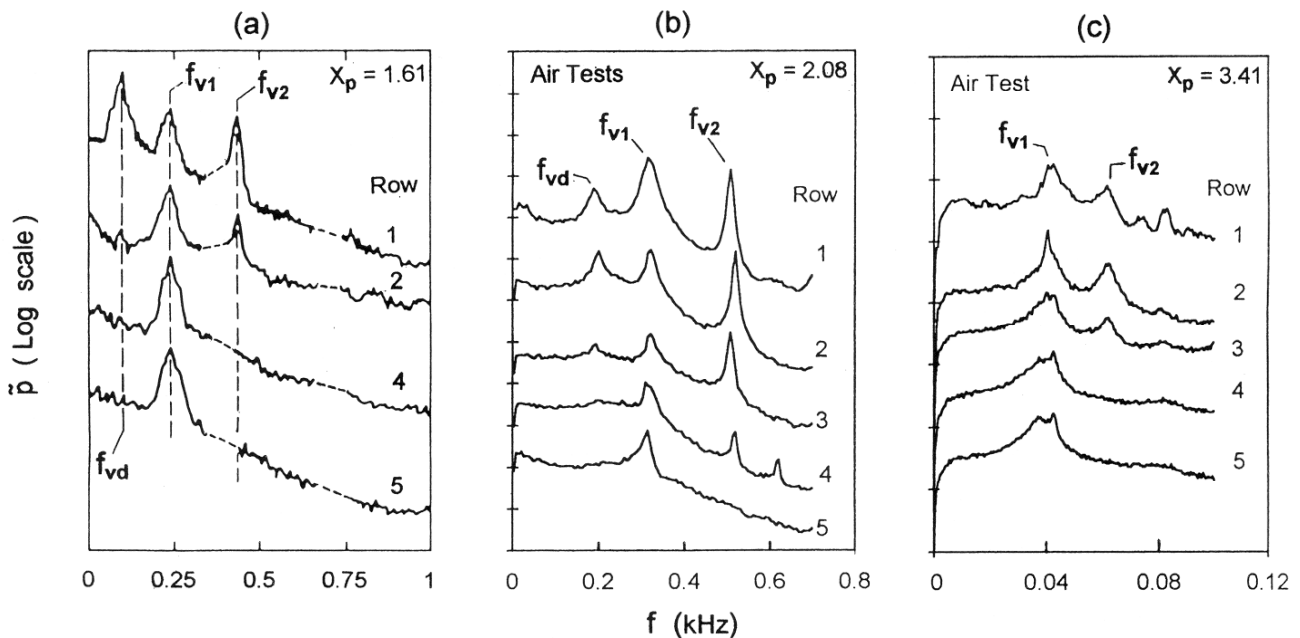 (a)
X_p = 1.61
f_v1
f_v2
Row
1
2
4
5
f_vd
0 0.25 0.50 0.75 1
p̃ ( Log scale )
(b)
Air Tests X_p = 2.08
f_v1
f_v2
f_vd
Row
1
2
3
4
5
0 0.2 0.4 0.6 0.8
f (kHz)
(c)
Air Test X_p = 3.41
f_v1
f_v2
Row
1
2
3
4
5
0 0.04 0.08 0.12